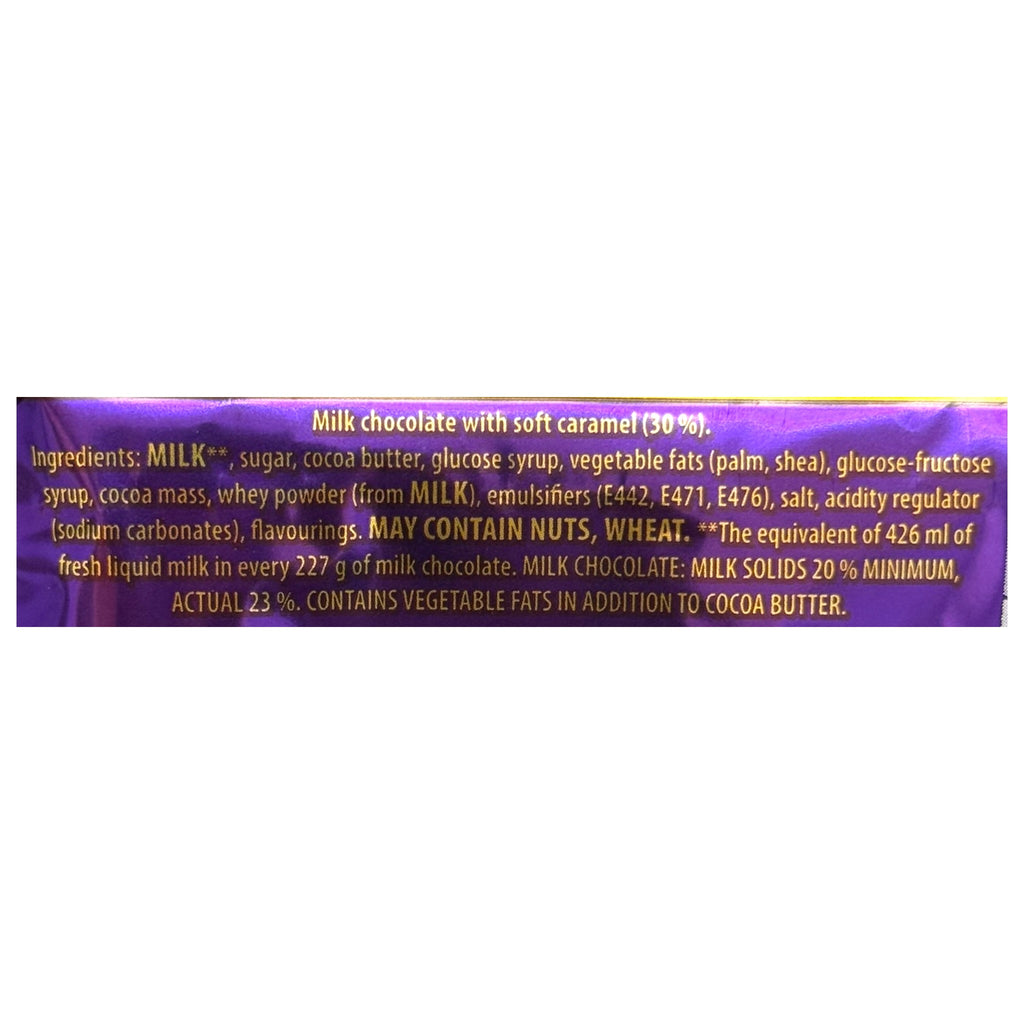 Milk chocolate with soft caramel (30 %).
Ingredients: MILK**, sugar, cocoa butter, glucose syrup, vegetable fats (palm, shea), glucose-fructose
syrup, cocoa mass, whey powder (from MILK), emulsifiers (E442, E471, E476), salt, acidity regulator
(sodium carbonates), flavourings. MAY CONTAIN NUTS, WHEAT. **The equivalent of 426 ml of
fresh liquid milk in every 227 g of milk chocolate. MILK CHOCOLATE: MILK SOLIDS 20 % MINIMUM,
ACTUAL 23 %. CONTAINS VEGETABLE FATS IN ADDITION TO COCOA BUTTER.